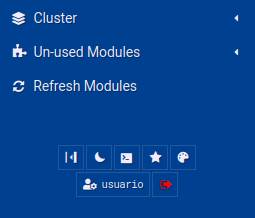 Cluster
Un-used Modules
Refresh Modules
usuario